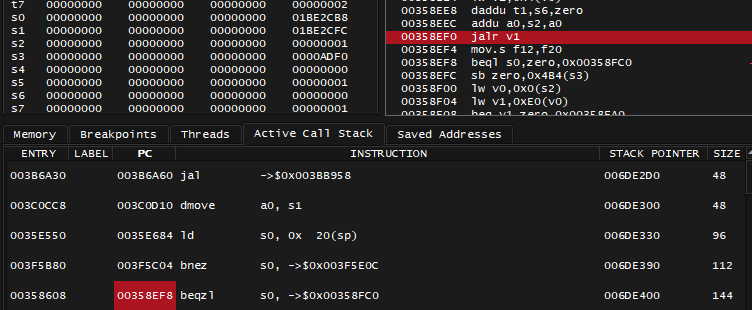 t7 00000000 00000000 00000000 00000002
s0 00000000 00000000 00000000 01BE2CB8
s1 00000000 00000000 00000000 01BE2CFC
s2 00000000 00000000 00000000 00000001
s3 00000000 00000000 00000000 0000ADF0
s4 00000000 00000000 00000000 00000000
s5 00000000 00000000 00000000 00000001
s6 00000000 00000000 00000000 00000000
s7 00000000 00000000 00000000 00000001
00358EE8 daddu t1,s6,zero
00358EEC addu a0,s2,a0
00358EF0 jalr v1
00358EF4 mov.s f12,f20
00358EF8 beql s0,zero,0x00358FC0
00358EFC sb zero,0x4B4(s3)
00358F00 lw v0,0x0(s2)
00358F04 lw v1,0xE0(v0)
00358F08 beq v1,zero,0x00358FA0
Memory Breakpoints Threads Active Call Stack Saved Addresses
ENTRY LABEL PC INSTRUCTION STACK POINTER SIZE
003B6A30 003B6A60 jal ->$0x003BB958 006DE2D0 48
003C0CC8 003C0D10 dmove a0, s1 006DE300 48
0035E550 0035E684 ld s0, 0x 20(sp) 006DE330 96
003F5B80 003F5C04 bnez s0, ->$0x003F5E0C 006DE390 112
00358608 00358EF8 beqzl s0, ->$0x00358FC0 006DE400 144